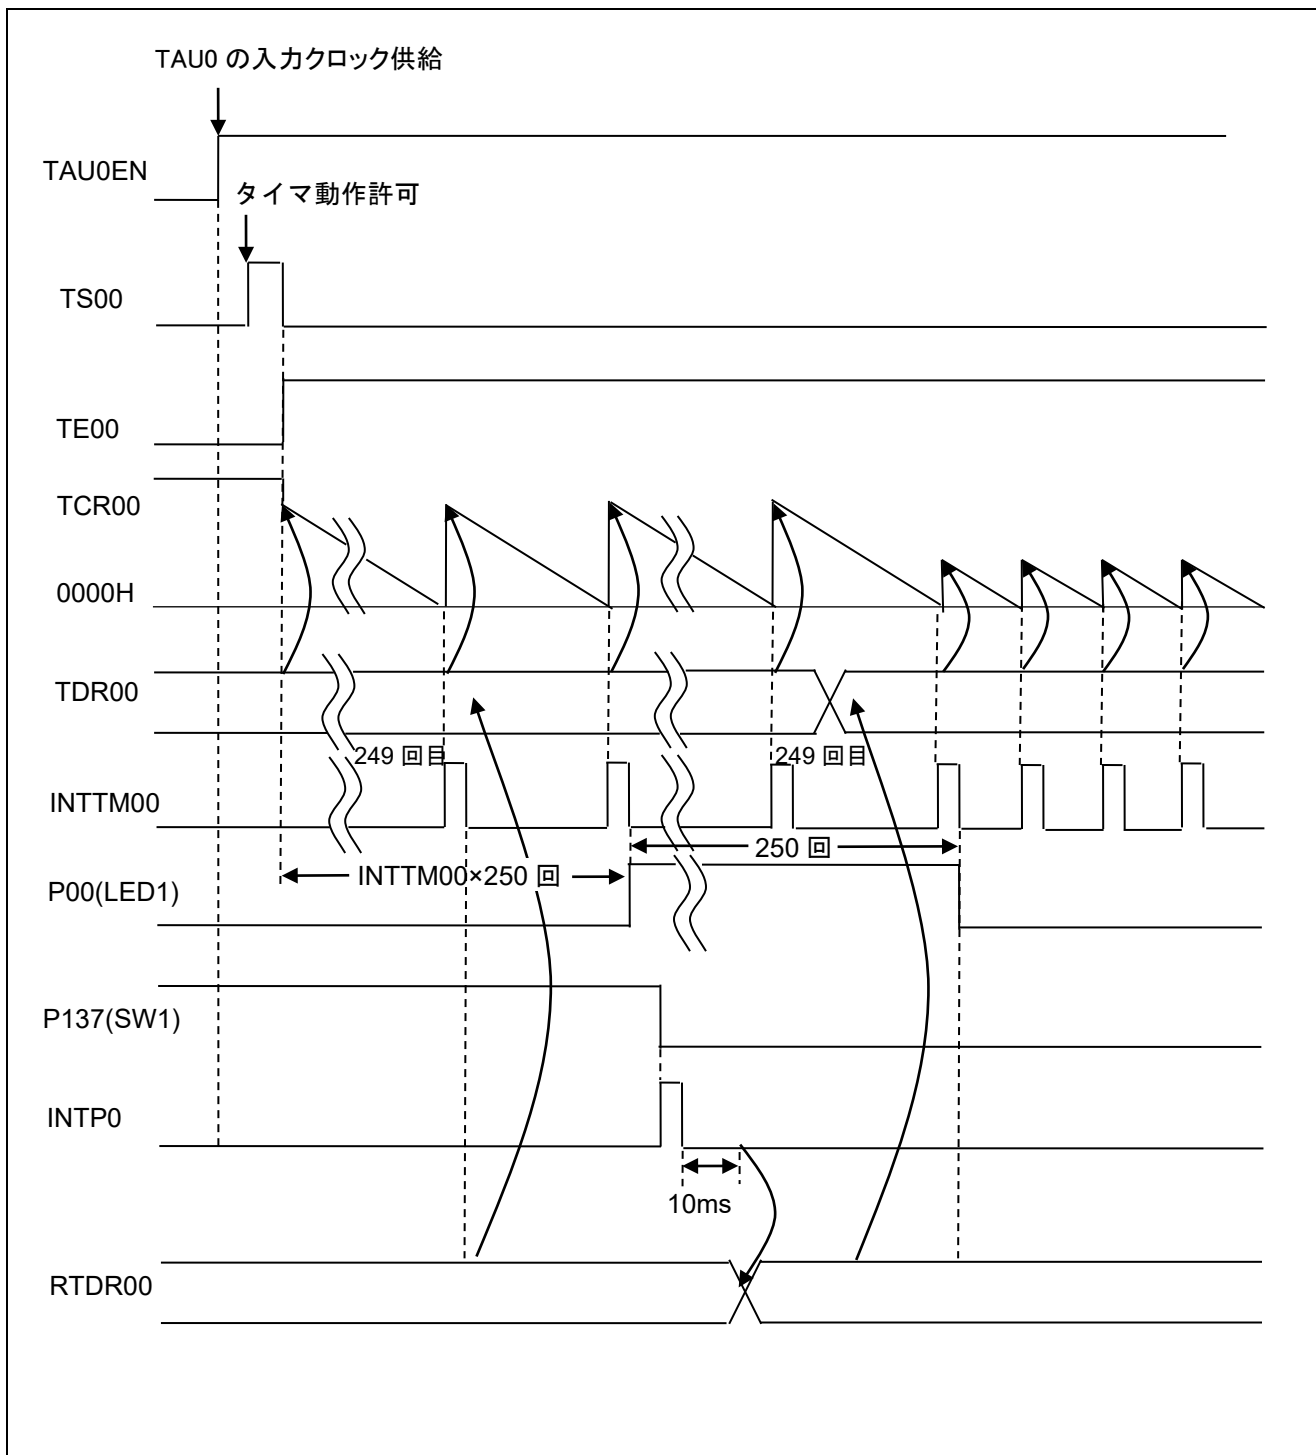 TAU0 の入力クロック供給
TAU0EN
タイマ動作許可
TS00
TE00
TCR00
0000H
TDR00
249 回目
249 回目
INTTM00
250 回
INTTM00×250 回
P00(LED1)
P137(SW1)
INTP0
10ms
RTDR00